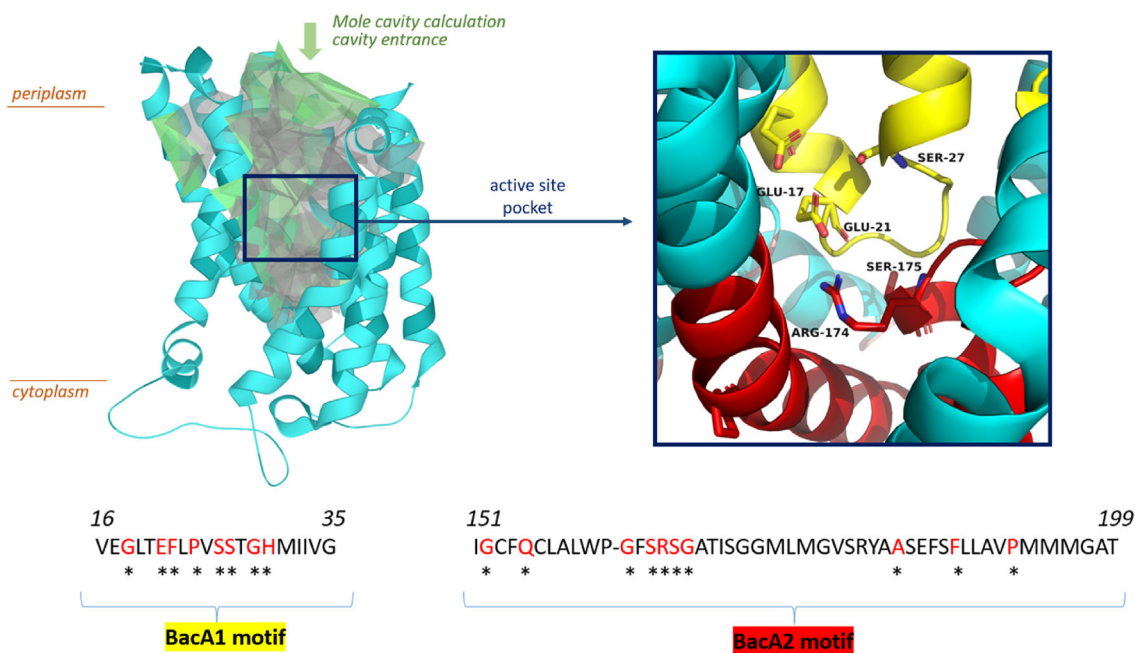 Mole cavity calculation
cavity entrance
periplasm
active site
pocket
SER-27
GLU-17
GLU-21
SER-175
ARG-174
cytoplasm
16 35 151 199
VEGLTEFLPVSSTGHMIIVG IGCFQCLALWP-GFSRSGATISGGMLMGVSRYAASEFSFLLAVPMMMGAT
* ** * ** ** * * * **** * * *
BacA1 motif BacA2 motif